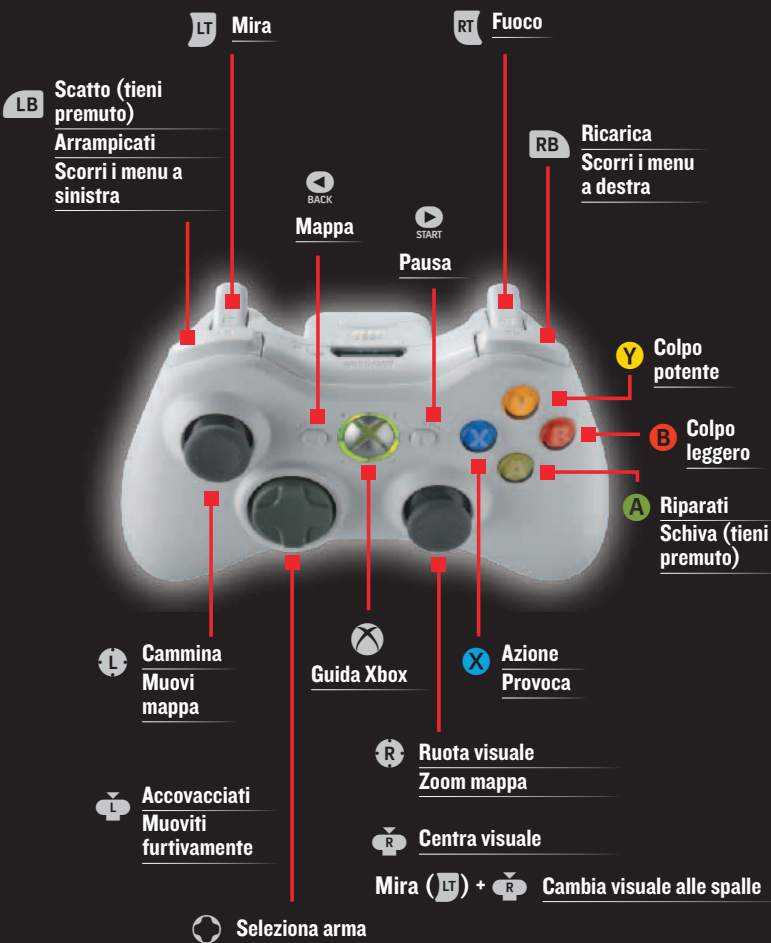 LT Mira
RT Fuoco
LB Scatto (tieni
premuto)
Arrampicati
Scorri i menu a
sinistra
RB Ricarica
Scorri i menu
a destra
BACK
Mappa
START
Pausa
Y Colpo
potente
B Colpo
leggero
A Riparati
Schiva (tieni
premuto)
Y
X B
A
L Cammina
Muovi
mappa
Guida Xbox
X Azione
Provoca
R Ruota visuale
Zoom mappa
L Accovacciati
Muoviti
furtivamente
R Centra visuale
Mira (LT) + R Cambia visuale alle spalle
Seleziona arma